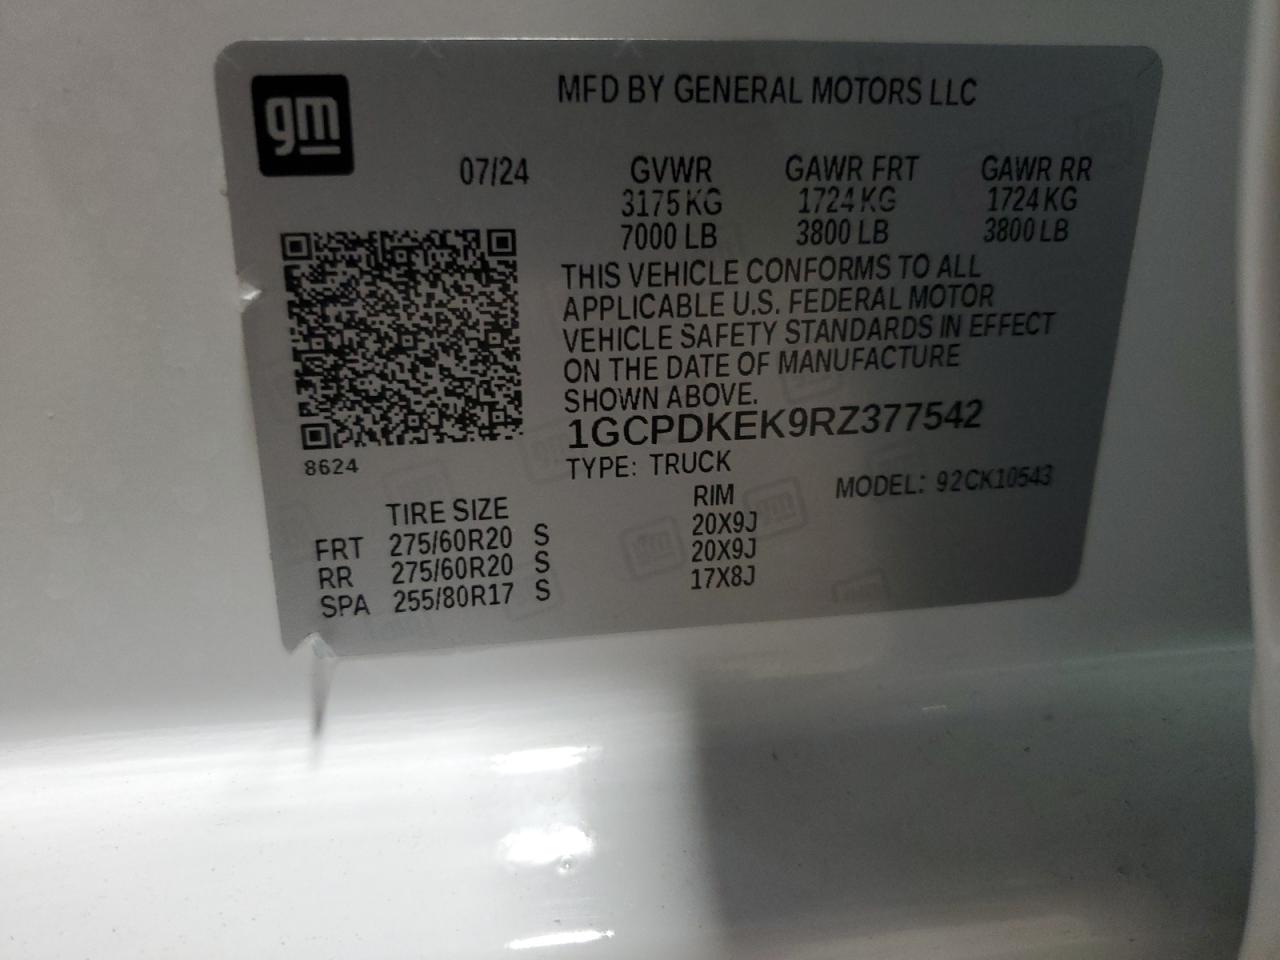 gm
MFD BY GENERAL MOTORS LLC
07/24 GVWR GAWR FRT GAWR RR
3175 KG 1724 KG 1724 KG
7000 LB 3800 LB 3800 LB
THIS VEHICLE CONFORMS TO ALL
APPLICABLE U.S. FEDERAL MOTOR
VEHICLE SAFETY STANDARDS IN EFFECT
ON THE DATE OF MANUFACTURE
SHOWN ABOVE.
1GCPDKEK9RZ377542
8624
TYPE: TRUCK
MODEL: 92CK10543
TIRE SIZE RIM
FRT 275/60R20 S 20X9J
RR 275/60R20 S 20X9J
SPA 255/80R17 S 17X8J